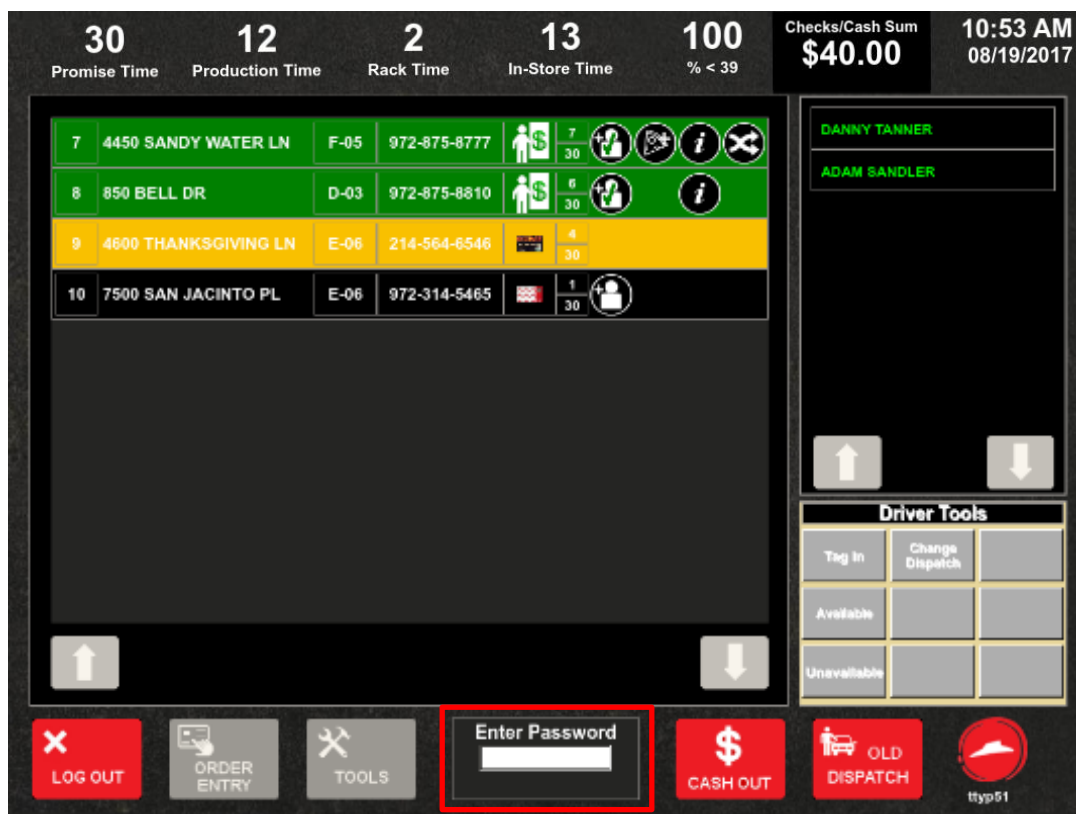 30 12 2 13 100 Checks/Cash Sum 10:53 AM
Promise Time Production Time Rack Time In-Store Time % < 39 $40.00 08/19/2017
7 4450 SANDY WATER LN F-05 972-875-8777 $ 7 30 i
8 850 BELL DR D-03 972-875-8810 $ 6 30 i
9 4600 THANKSGIVING LN E-06 214-564-6546 4 30
10 7500 SAN JACINTO PL E-06 972-314-5465 1 30
DANNY TANNER
ADAM SANDLER
Driver Tools
Tag In Change Dispatch
Available
Unavailable
LOG OUT
ORDER
ENTRY
TOOLS
Enter Password
$
CASH OUT
OLD
DISPATCH
ttyp51